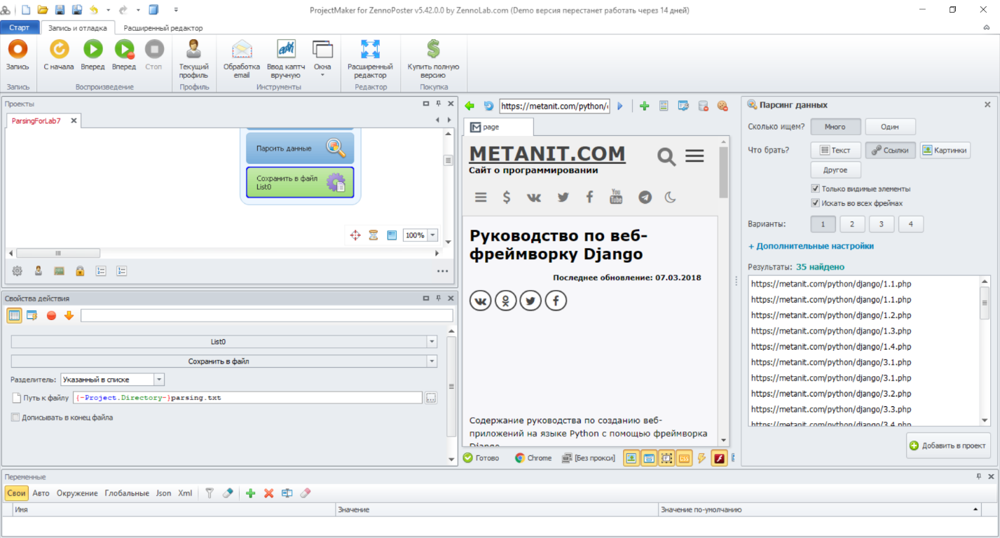 ProjectMaker for ZennoPoster v5.42.0.0 by ZennoLab.com (Demo версия перестанет работать через 14 дней)
Старт
Запись и отладка
Расширенный редактор
Запись
С начала
Вперед
Вперед
Стоп
Текущий профиль
Обработка email
Ввод каптч вручную
Окна
Расширенный редактор
Купить полную версию
Запись
Воспроизведение
Профиль
Инструменты
Редактор
Покупка
Проекты
ParsingForLab7
Парсить данные
Сохранить в файл
List0
100%
Свойства действия
List0
Сохранить в файл
Разделитель: Указанный в списке
Путь к файлу {-Project.Directory-}parsing.txt
Дописывать в конец файла
https://metanit.com/python/
page
METANIT.COM
Сайт о программировании
You
Tube
Руководство по веб-
фреймворку Django
Последнее обновление: 07.03.2018
Содержание руководства по созданию веб-
приложений на языке Python с помощью фреймворка
Django
Готово
Chrome
[Без прокси]
Парсинг данных
Сколько ищем? Много Один
Что брать? Текст Ссылки Картинки
Другое
Только видимые элементы
Искать во всех фреймах
Варианты: 1 2 3 4
+ Дополнительные настройки
Результаты: 35 найдено
https://metanit.com/python/django/1.1.php
https://metanit.com/python/django/1.1.php
https://metanit.com/python/django/1.2.php
https://metanit.com/python/django/1.3.php
https://metanit.com/python/django/1.4.php
https://metanit.com/python/django/3.1.php
https://metanit.com/python/django/3.1.php
https://metanit.com/python/django/3.2.php
https://metanit.com/python/django/3.3.php
https://metanit.com/python/django/3.4.php
Добавить в проект
Переменные
Свои Авто Окружение Глобальные Json Xml
Имя Значение Значение по-умолчанию